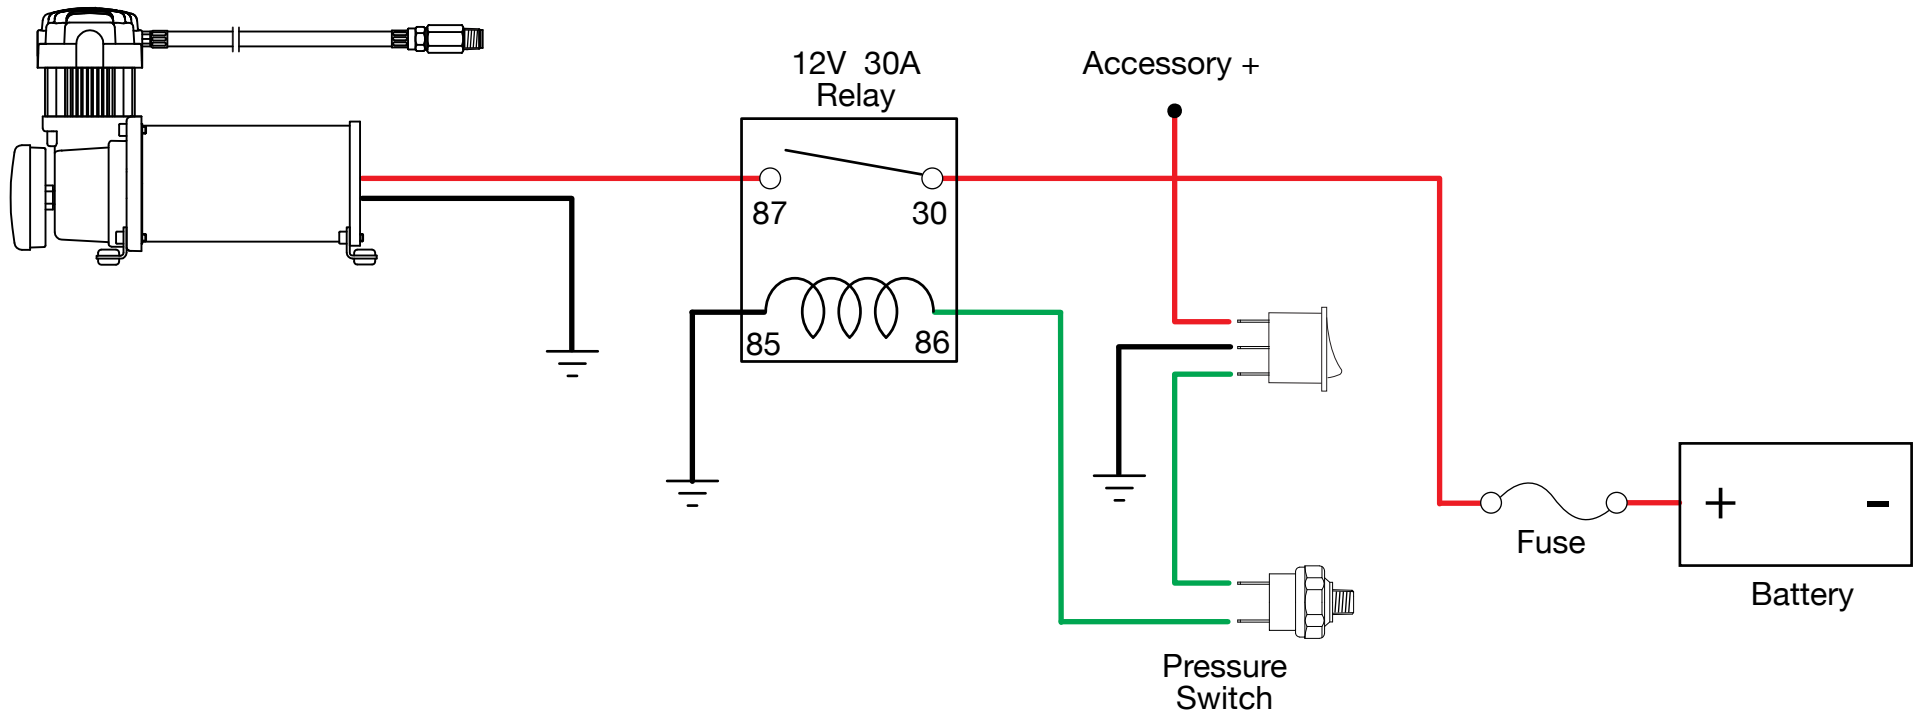 12V 30A
Relay
Accessory +
87
30
85
86
+
-
Fuse
Battery
Pressure
Switch